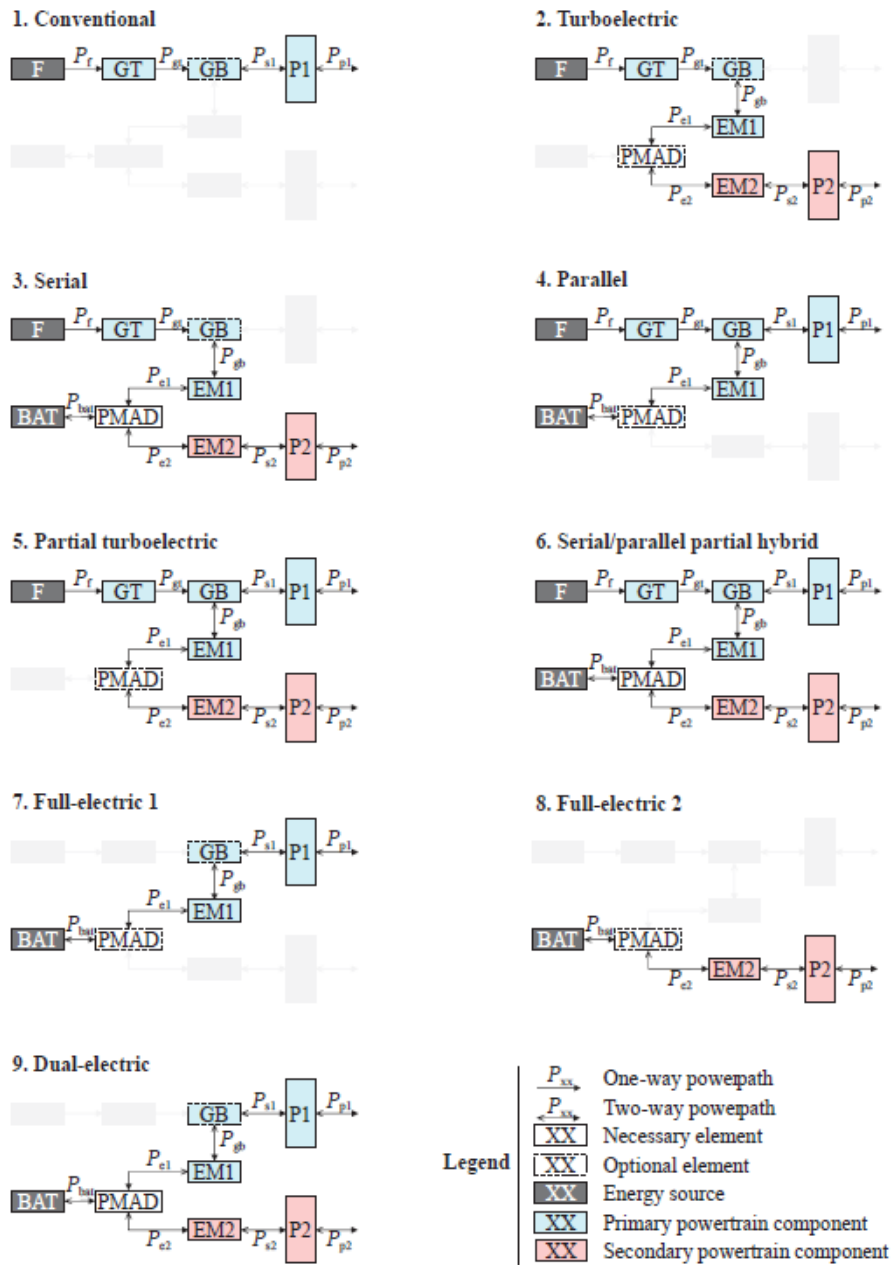 1. Conventional
F P_f GT P_gt GB P_s1 P1 P_p1
2. Turboelectric
F P_f GT P_gt GB
P_gb
P_e1 EM1
PMAD
P_e2 EM2 P_s2 P2 P_p2
3. Serial
F P_f GT P_gt GB
P_gb
P_e1 EM1
BAT P_bat PMAD
P_e2 EM2 P_s2 P2 P_p2
4. Parallel
F P_f GT P_gt GB P_s1 P1 P_p1
P_gb
P_e1 EM1
BAT P_bat PMAD
5. Partial turboelectric
F P_f GT P_gt GB P_s1 P1 P_p1
P_gb
P_e1 EM1
PMAD
P_e2 EM2 P_s2 P2 P_p2
6. Serial/parallel partial hybrid
F P_f GT P_gt GB P_s1 P1 P_p1
P_gb
P_e1 EM1
BAT P_bat PMAD
P_e2 EM2 P_s2 P2 P_p2
7. Full-electric 1
GB P_s1 P1 P_p1
P_gb
P_e1 EM1
BAT P_bat PMAD
8. Full-electric 2
BAT P_bat PMAD
P_e2 EM2 P_s2 P2 P_p2
9. Dual-electric
GB P_s1 P1 P_p1
P_gb
P_e1 EM1
BAT P_bat PMAD
P_e2 EM2 P_s2 P2 P_p2
Legend
P_xx One-way powerpath
P_xx Two-way powerpath
XX Necessary element
XX Optional element
XX Energy source
XX Primary powertrain component
XX Secondary powertrain component